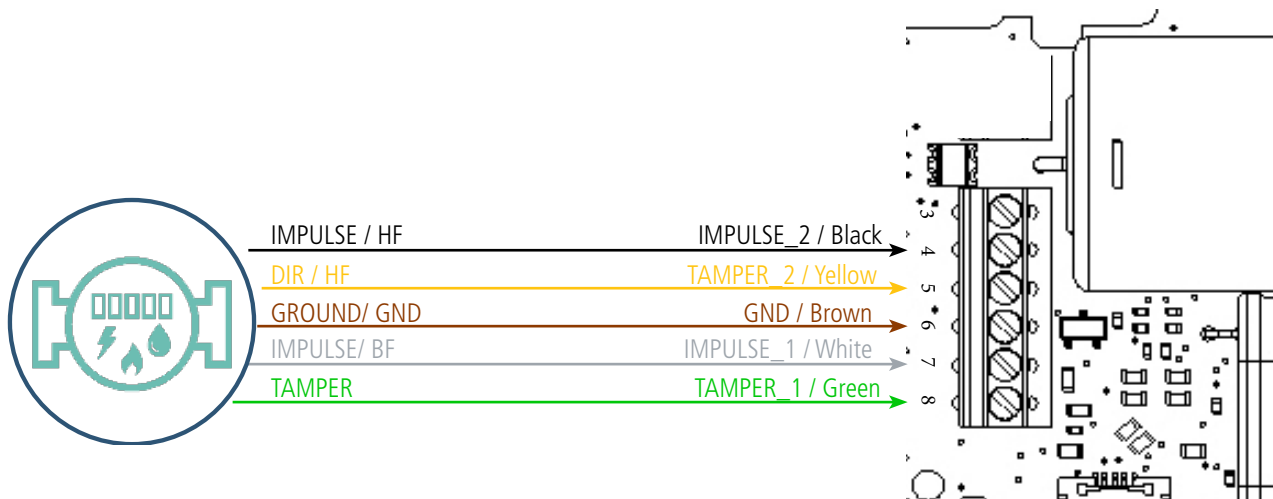 3
IMPULSE / HF IMPULSE_2 / Black 4
DIR / HF TAMPER_2 / Yellow 5
GROUND/ GND GND / Brown 6
IMPULSE/ BF IMPULSE_1 / White 7
TAMPER TAMPER_1 / Green 8